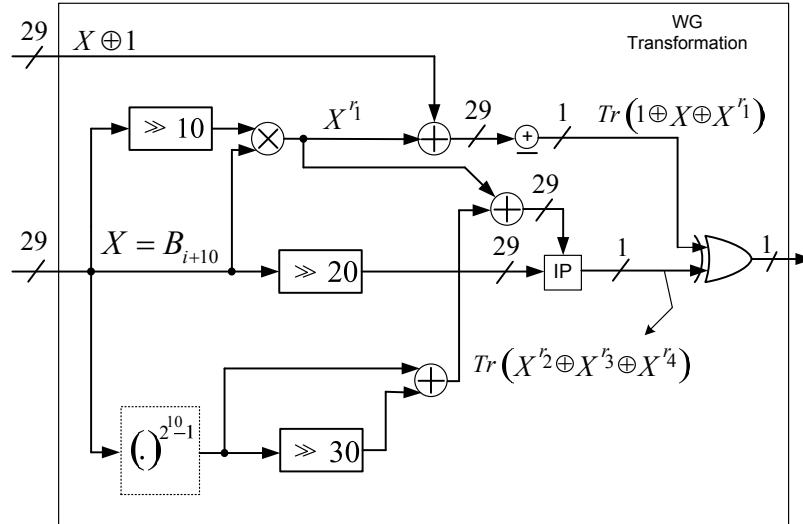 WG
Transformation
29
X ⊕ 1
≫ 10
X^{r_1}
29
1
Tr(1⊕X⊕X^{r_1})
29
29
X = B_{i+10}
≫ 20
29
IP
1
1
Tr(X^{r_2}⊕X^{r_3}⊕X^{r_4})
(.)^{2^{10}-1}
≫ 30